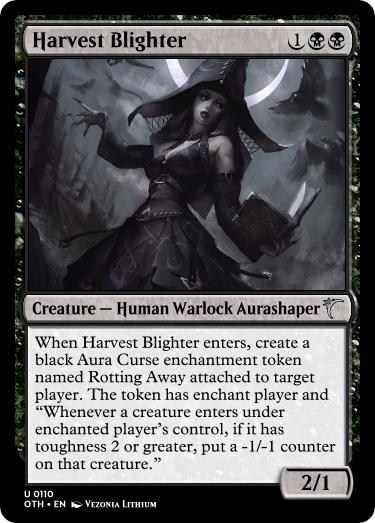 Harvest Blighter 1
Creature — Human Warlock Aurashaper
When Harvest Blighter enters, create a
black Aura Curse enchantment token
named Rotting Away attached to target
player. The token has enchant player and
“Whenever a creature enters under
enchanted player’s control, if it has
toughness 2 or greater, put a -1/-1 counter
on that creature.”
2/1
U 0110
OTH • EN Vezonia Lithium